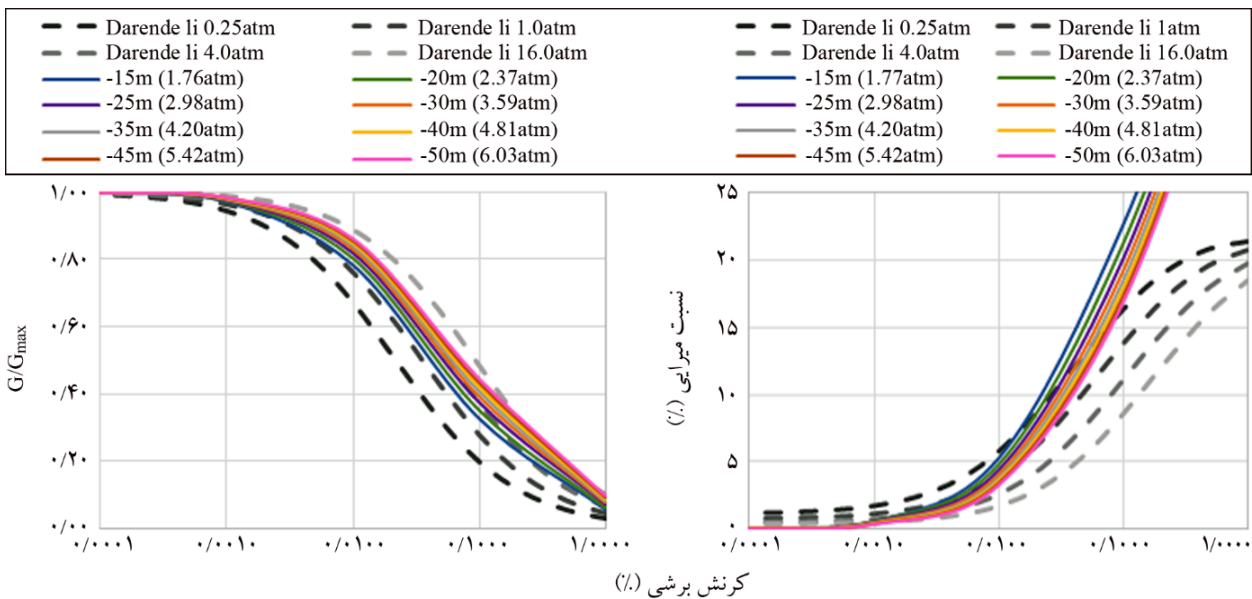 Darende li 0.25atm Darende li 1.0atm
Darende li 4.0atm Darende li 16.0atm
-15m (1.76atm) -20m (2.37atm)
-25m (2.98atm) -30m (3.59atm)
-35m (4.20atm) -40m (4.81atm)
-45m (5.42atm) -50m (6.03atm)
Darende li 0.25atm Darende li 1atm
Darende li 4.0atm Darende li 16.0atm
-15m (1.77atm) -20m (2.37atm)
-25m (2.98atm) -30m (3.59atm)
-35m (4.20atm) -40m (4.81atm)
-45m (5.42atm) -50m (6.03atm)
۱/۰۰
۰/۸۰
۰/۶۰
۰/۴۰
۰/۲۰
۰/۰۰
G/Gmax
۰/۰۰۰۱ ۰/۰۰۱۰ ۰/۰۱۰۰ ۰/۱۰۰۰ ۱/۰۰۰۰
۲۵
۲۰
۱۵
۱۰
۵
۰
نسبت میرایی (٪)
۰/۰۰۰۱ ۰/۰۰۱۰ ۰/۰۱۰۰ ۰/۱۰۰۰ ۱/۰۰۰۰
کرنش برشی (٪)